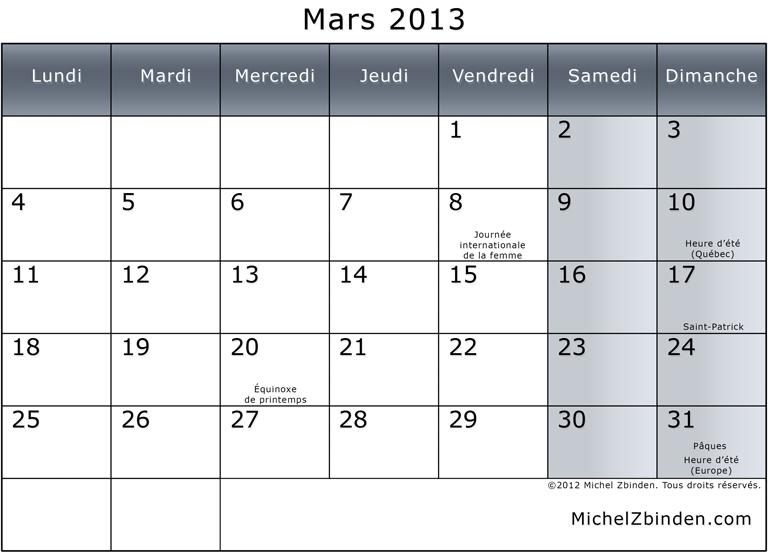 Mars 2013
Lundi Mardi Mercredi Jeudi Vendredi Samedi Dimanche
1 2 3
4 5 6 7 8 9 10
Journée
internationale
de la femme
Heure d'été
(Québec)
11 12 13 14 15 16 17
Saint-Patrick
18 19 20 21 22 23 24
Équinoxe
de printemps
25 26 27 28 29 30 31
Pâques
Heure d'été
(Europe)
©2012 Michel Zbinden. Tous droits réservés.
MichelZbinden.com